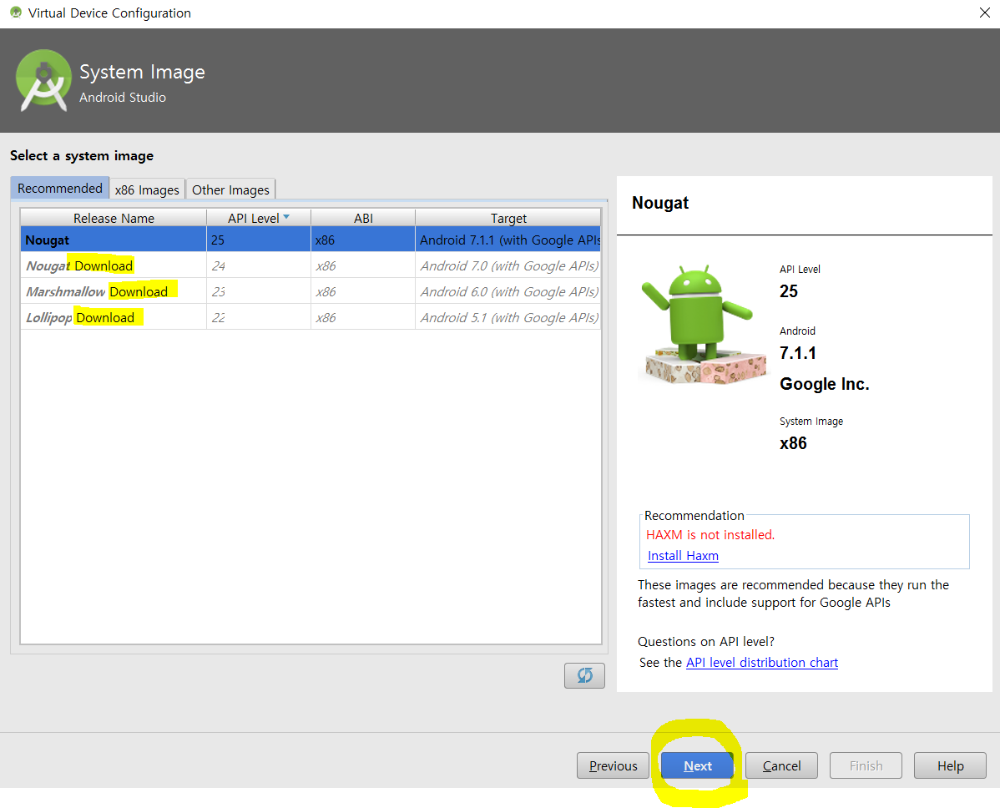 Virtual Device Configuration
System Image
Android Studio
Select a system image
Recommended x86 Images Other Images
Release Name API Level ABI Target
Nougat 25 x86 Android 7.1.1 (with Google APIs
Nougat Download 24 x86 Android 7.0 (with Google APIs)
Marshmallow Download 23 x86 Android 6.0 (with Google APIs)
Lollipop Download 22 x86 Android 5.1 (with Google APIs)
Nougat
API Level
25
Android
7.1.1
Google Inc.
System Image
x86
Recommendation
HAXM is not installed.
Install Haxm
These images are recommended because they run the
fastest and include support for Google APIs
Questions on API level?
See the API level distribution chart
Previous Next Cancel Finish Help